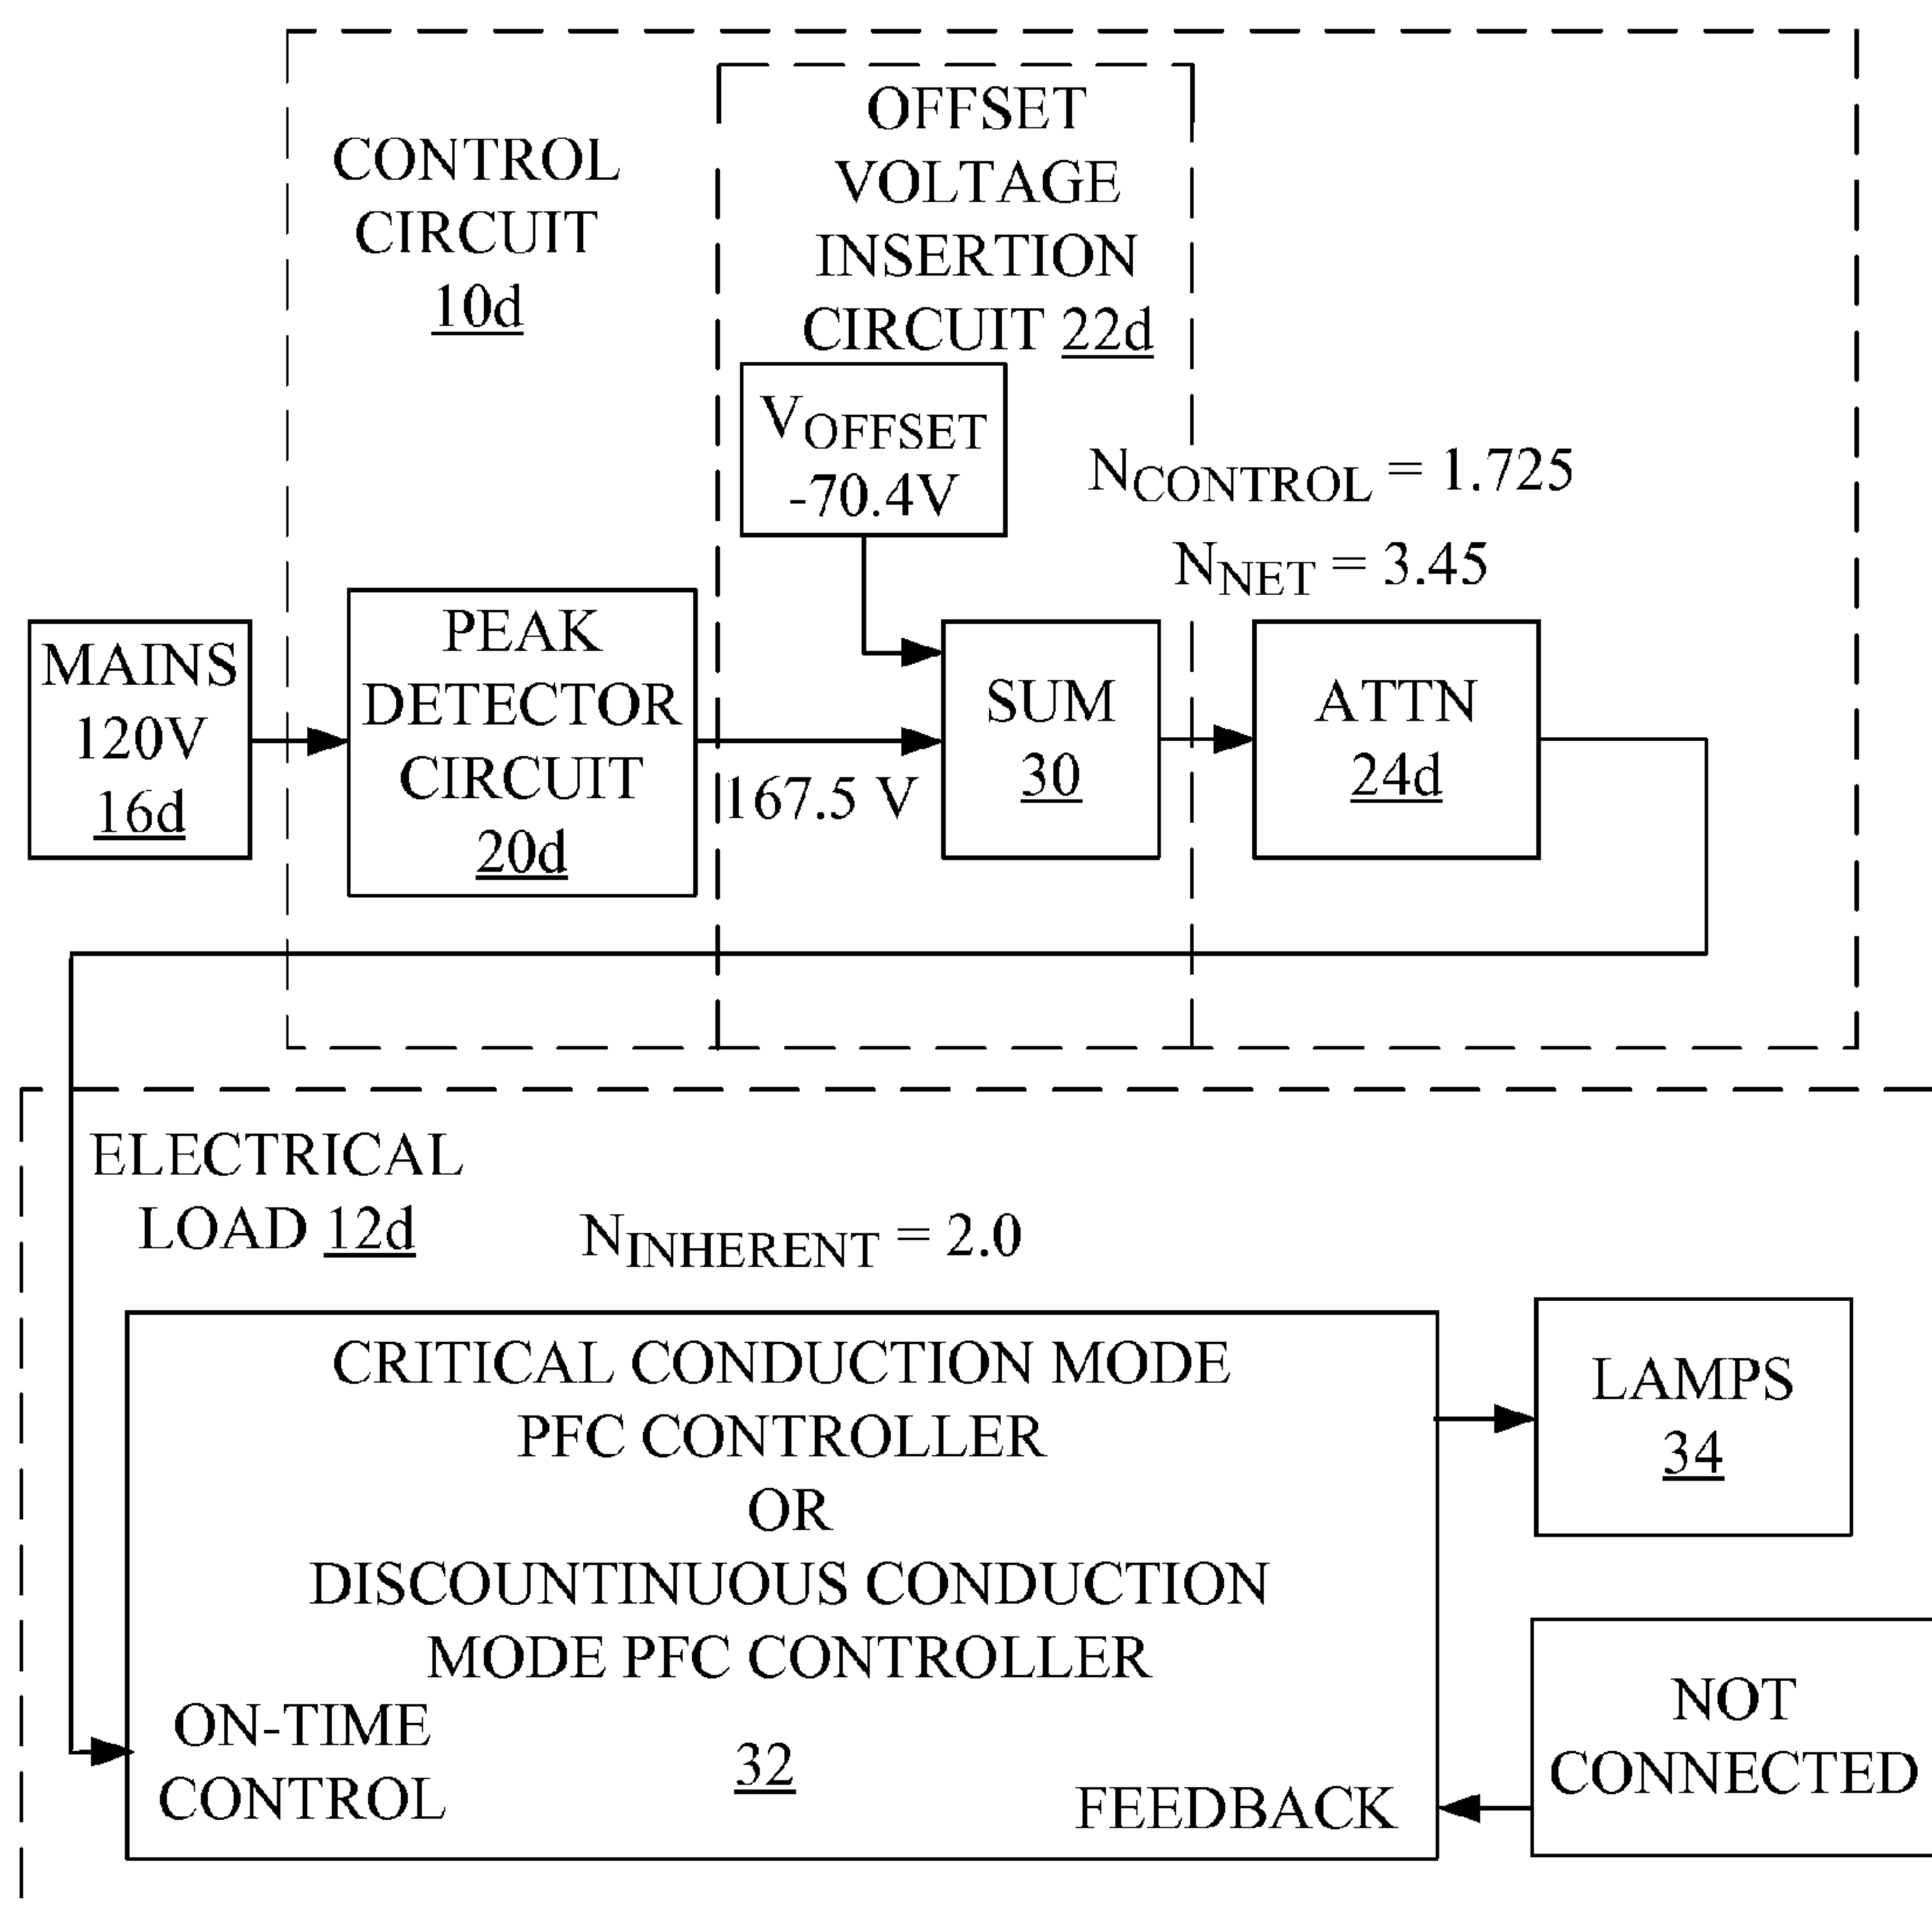 CONTROL
CIRCUIT
10d
OFFSET
VOLTAGE
INSERTION
CIRCUIT 22d
VOFFSET
-70.4V
NCONTROL = 1.725
NNET = 3.45
MAINS
120V
16d
PEAK
DETECTOR
CIRCUIT
20d
167.5 V
SUM
30
ATTN
24d
ELECTRICAL
LOAD 12d
NINHERENT = 2.0
CRITICAL CONDUCTION MODE
PFC CONTROLLER
OR
DISCOUNTINUOUS CONDUCTION
MODE PFC CONTROLLER
ON-TIME
CONTROL
32
FEEDBACK
LAMPS
34
NOT
CONNECTED